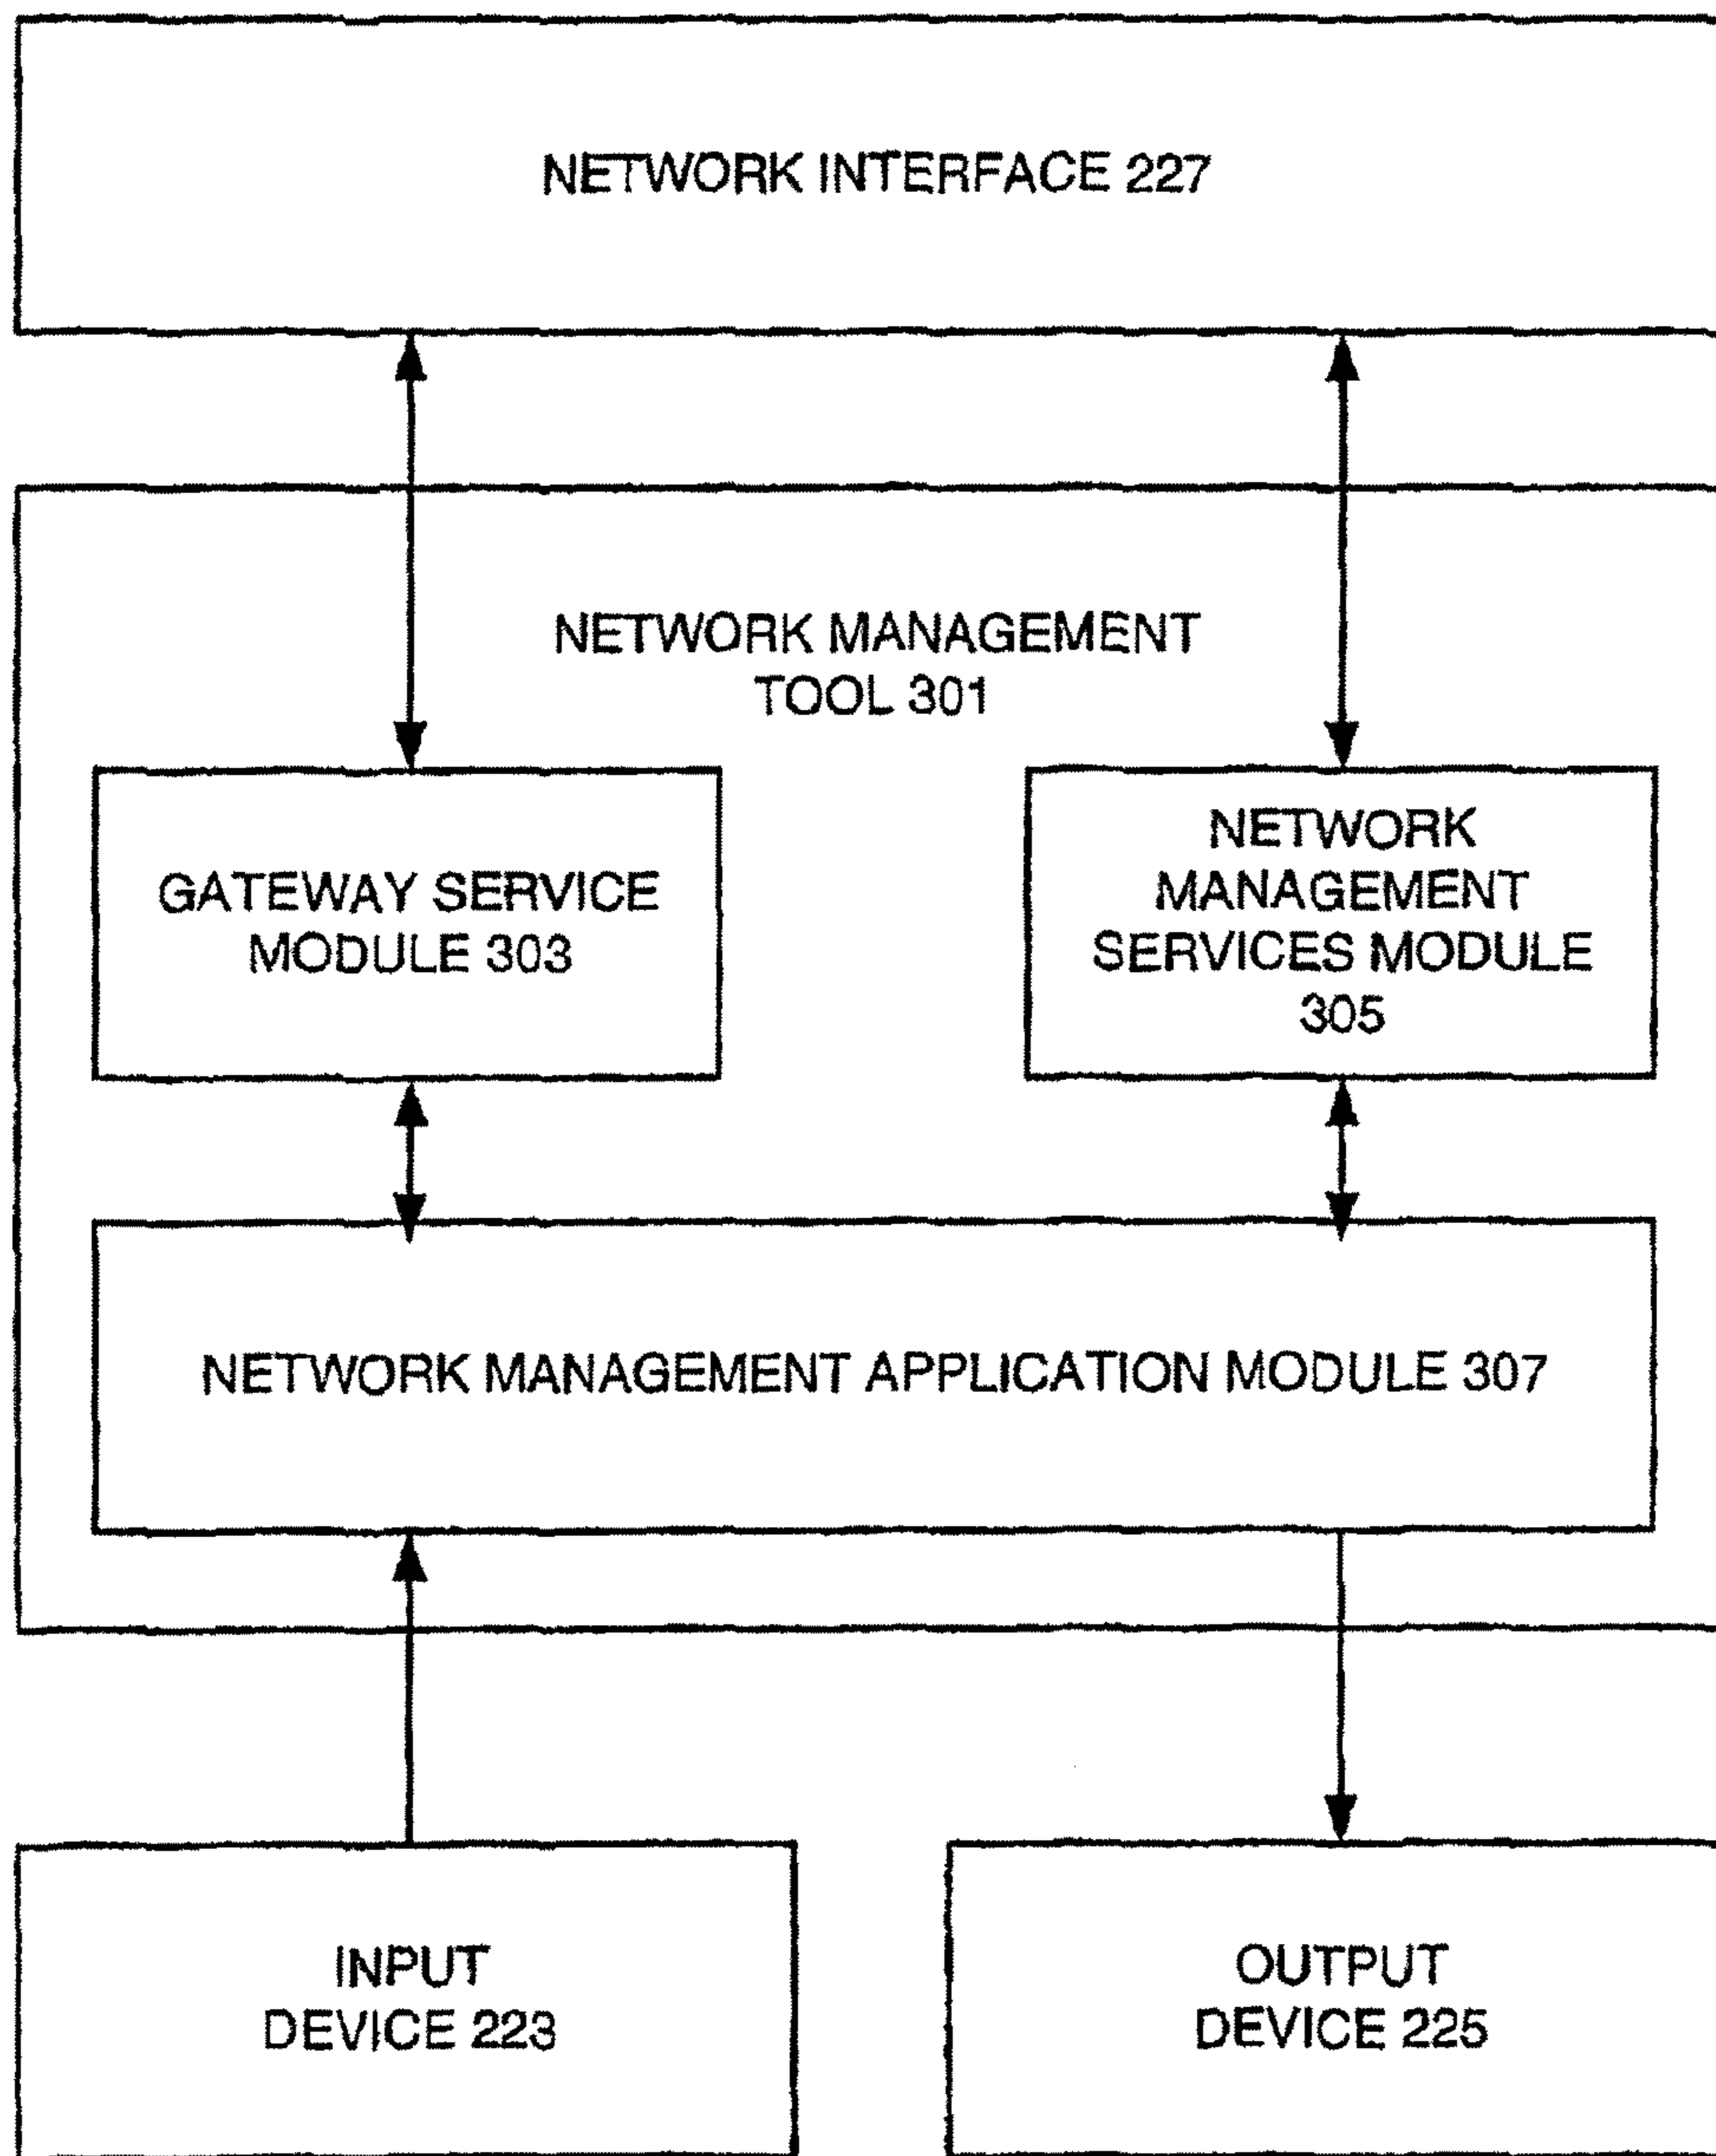 NETWORK INTERFACE 227
NETWORK MANAGEMENT
TOOL 301
GATEWAY SERVICE
MODULE 303
NETWORK
MANAGEMENT
SERVICES MODULE
305
NETWORK MANAGEMENT APPLICATION MODULE 307
INPUT
DEVICE 223
OUTPUT
DEVICE 225